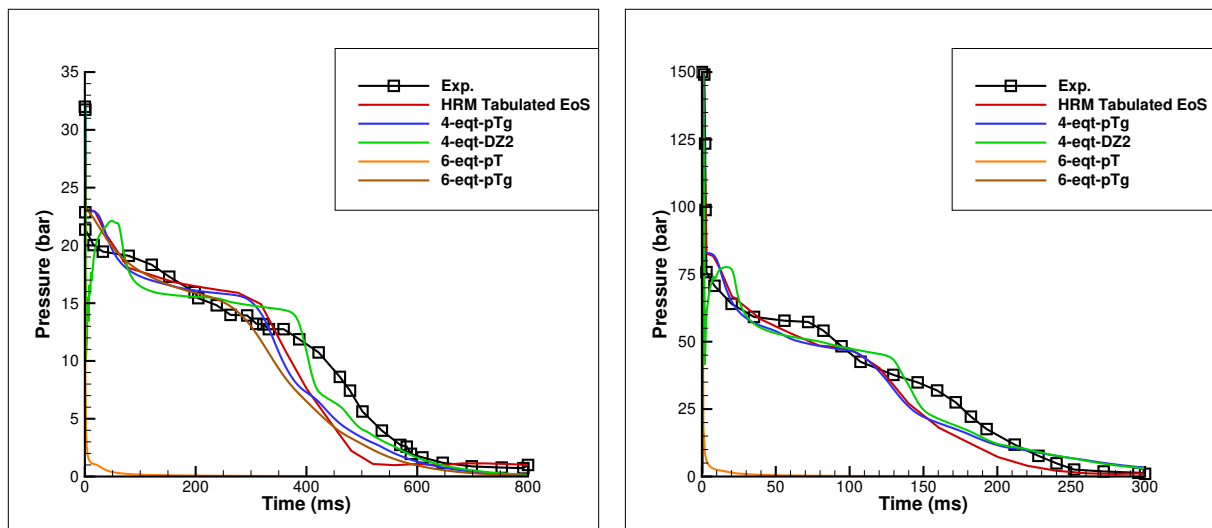 Exp.
HRM Tabulated EoS
4-eqt-pTg
4-eqt-DZ2
6-eqt-pT
6-eqt-pTg
35
30
25
20
15
10
5
0
Pressure (bar)
0 200 400 600 800
Time (ms)
Exp.
HRM Tabulated EoS
4-eqt-pTg
4-eqt-DZ2
6-eqt-pT
6-eqt-pTg
150
125
100
75
50
25
0
Pressure (bar)
0 50 100 150 200 250 300
Time (ms)